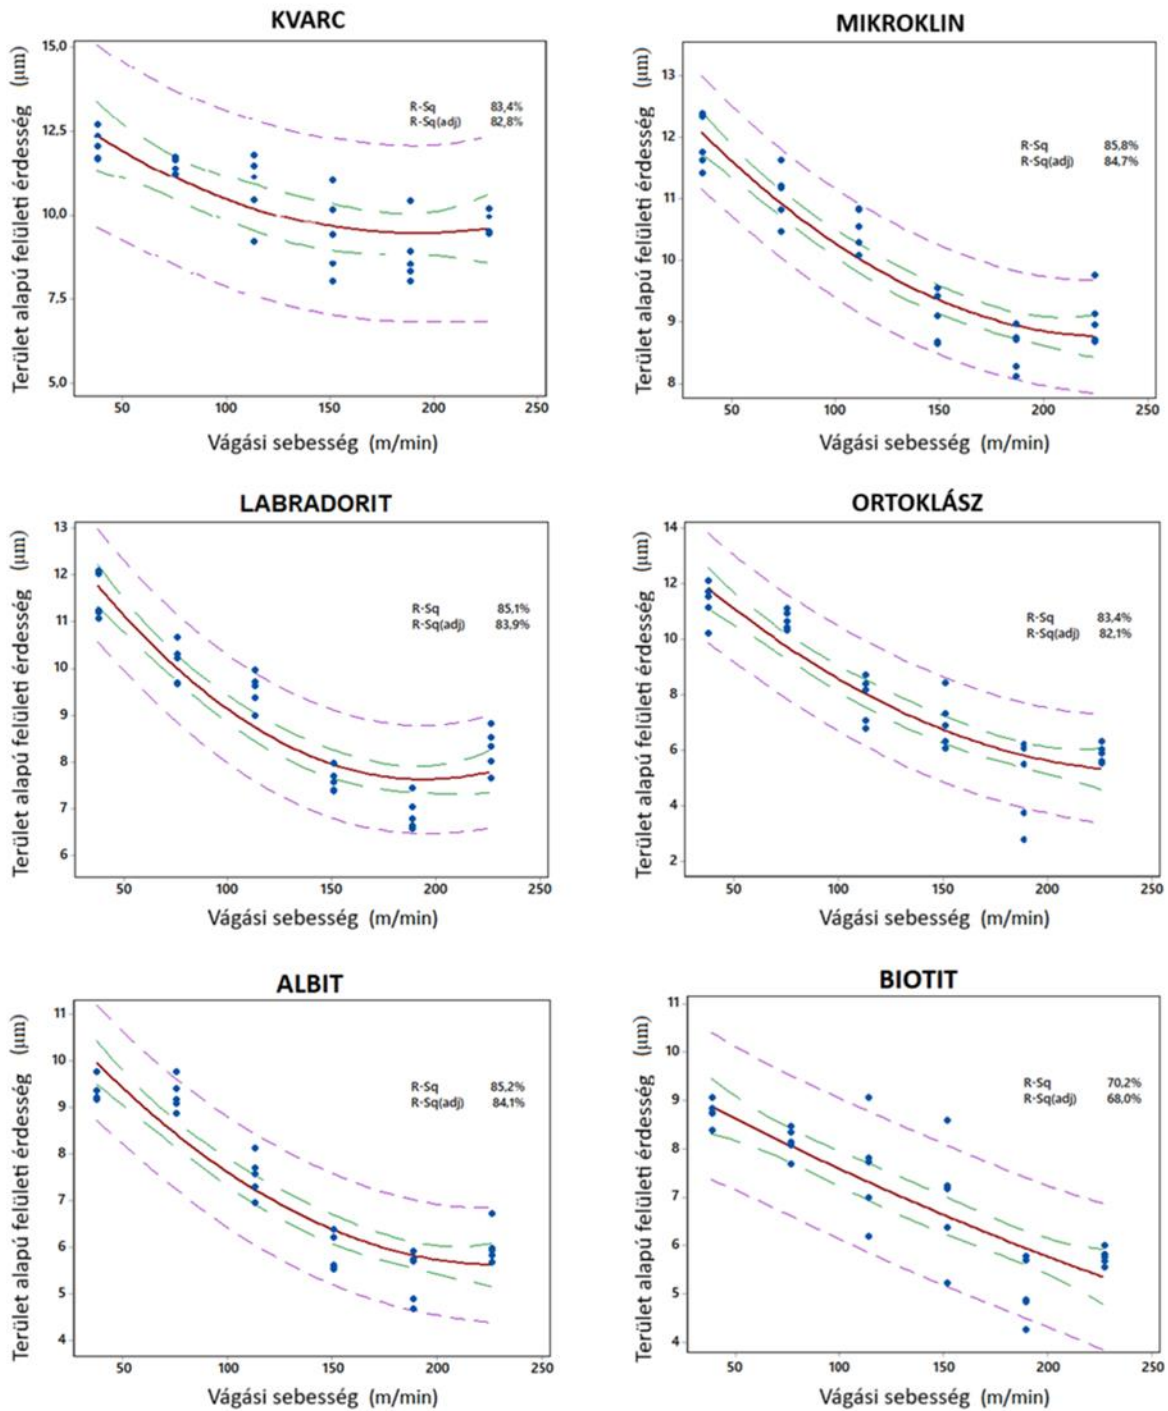 KVARC
Terület alapú felületi érdesség (μm)
15,0
12,5
10,0
7,5
5,0
R-Sq 83,4%
R-Sq(adj) 82,8%
50 100 150 200 250
Vágási sebesség (m/min)
MIKROKLIN
Terület alapú felületi érdesség (μm)
13
12
11
10
9
8
R-Sq 85,8%
R-Sq(adj) 84,7%
50 100 150 200 250
Vágási sebesség (m/min)
LABRADORIT
Terület alapú felületi érdesség (μm)
13
12
11
10
9
8
7
6
R-Sq 85,1%
R-Sq(adj) 83,9%
50 100 150 200 250
Vágási sebesség (m/min)
ORTOKLÁSZ
Terület alapú felületi érdesség (μm)
14
12
10
8
6
4
2
R-Sq 83,4%
R-Sq(adj) 82,1%
50 100 150 200 250
Vágási sebesség (m/min)
ALBIT
Terület alapú felületi érdesség (μm)
11
10
9
8
7
6
5
4
R-Sq 85,2%
R-Sq(adj) 84,1%
50 100 150 200 250
Vágási sebesség (m/min)
BIOTIT
Terület alapú felületi érdesség (μm)
11
10
9
8
7
6
5
4
R-Sq 70,2%
R-Sq(adj) 68,0%
50 100 150 200 250
Vágási sebesség (m/min)